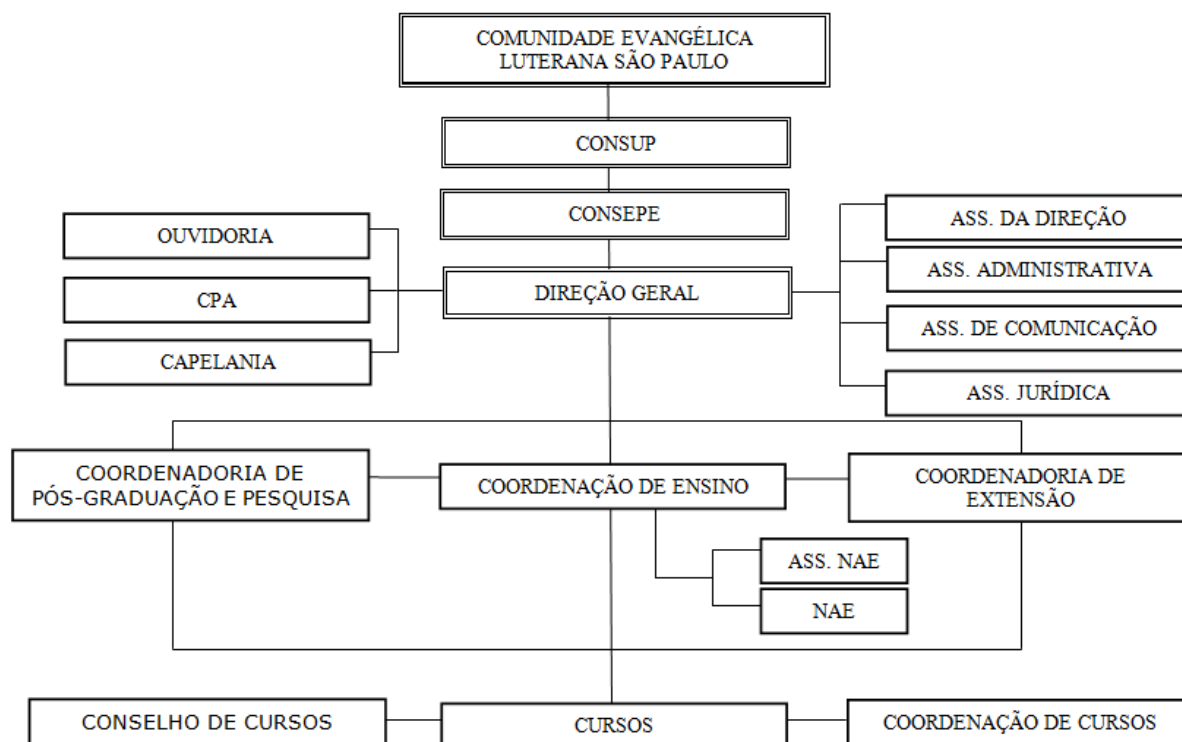 COMUNIDADE EVANGÉLICA
LUTERANA SÃO PAULO
CONSUP
CONSEPE
OUVIDORIA
CPA
CAPELANIA
DIREÇÃO GERAL
ASS. DA DIREÇÃO
ASS. ADMINISTRATIVA
ASS. DE COMUNICAÇÃO
ASS. JURÍDICA
COORDENADORIA DE
PÓS-GRADUAÇÃO E PESQUISA
COORDENAÇÃO DE ENSINO
COORDENADORIA DE
EXTENSÃO
ASS. NAE
NAE
CONSELHO DE CURSOS
CURSOS
COORDENAÇÃO DE CURSOS